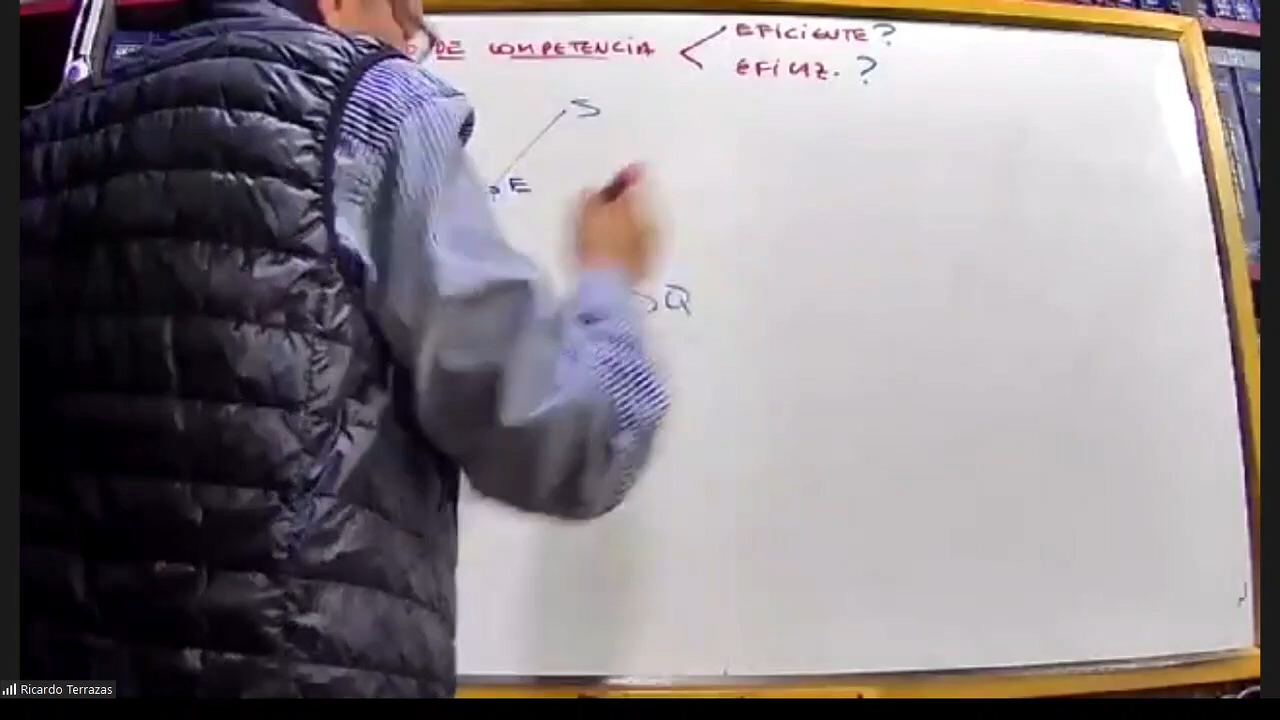 DE COMPETENCIA
EFICIENTE?
EFICAZ. ?
S
E
Q
Ricardo Terrazas